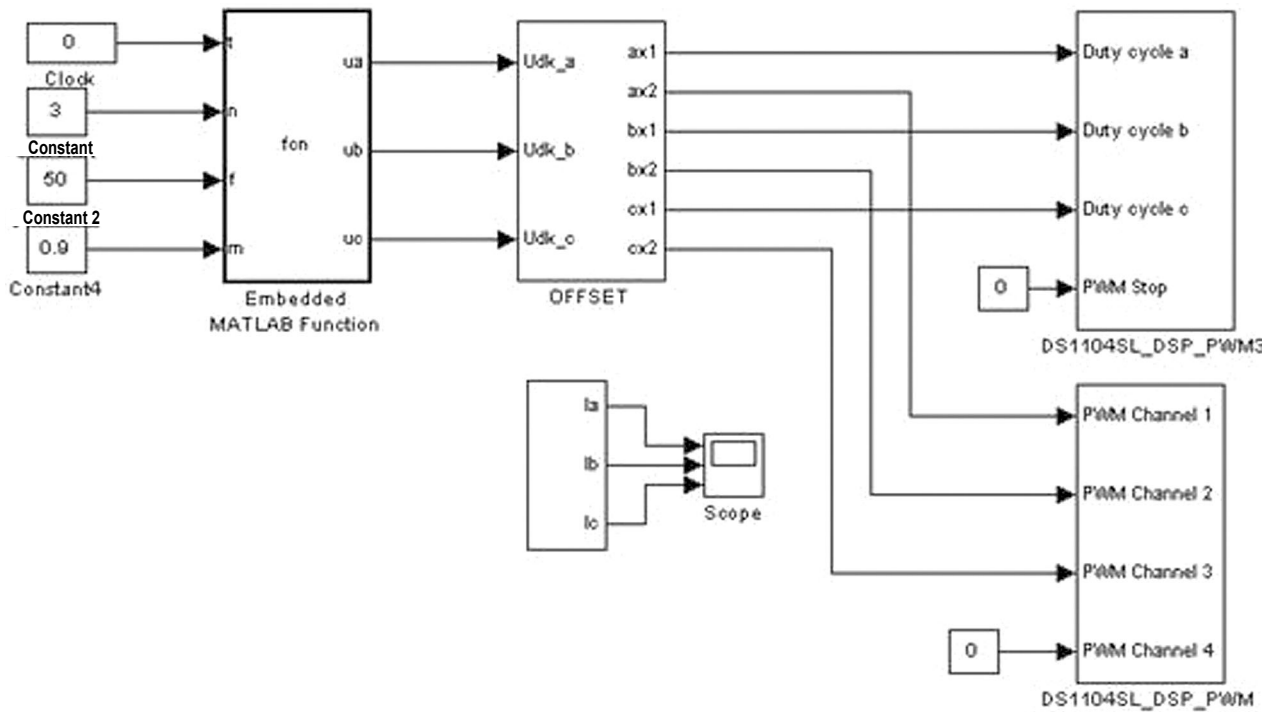 0
Clock
3
Constant
50
Constant 2
0.9
Constant4
t
n
f
m
fcn
ua
ub
uc
Embedded
MATLAB Function
Udk_a
Udk_b
Udk_c
ax1
ax2
bx1
bx2
cx1
cx2
OFFSET
Duty cycle a
Duty cycle b
Duty cycle c
0
PWM Stop
DS1104SL_DSP_PWM3
Ia
Ib
Ic
Scope
PWM Channel 1
PWM Channel 2
PWM Channel 3
0
PWM Channel 4
DS1104SL_DSP_PWM